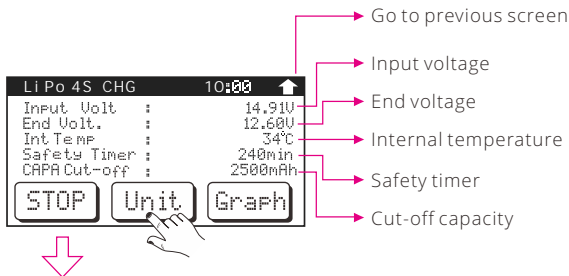 Go to previous screen
Input voltage
LiPo 4S CHG 10:00
End voltage
Input Volt : 14.91V
End Volt. : 12.60V
Int Temp : 34℃
Internal temperature
Safety Timer : 240min
CAPA Cut-off : 2500mAh
Safety timer
STOP Unit Graph
Cut-off capacity